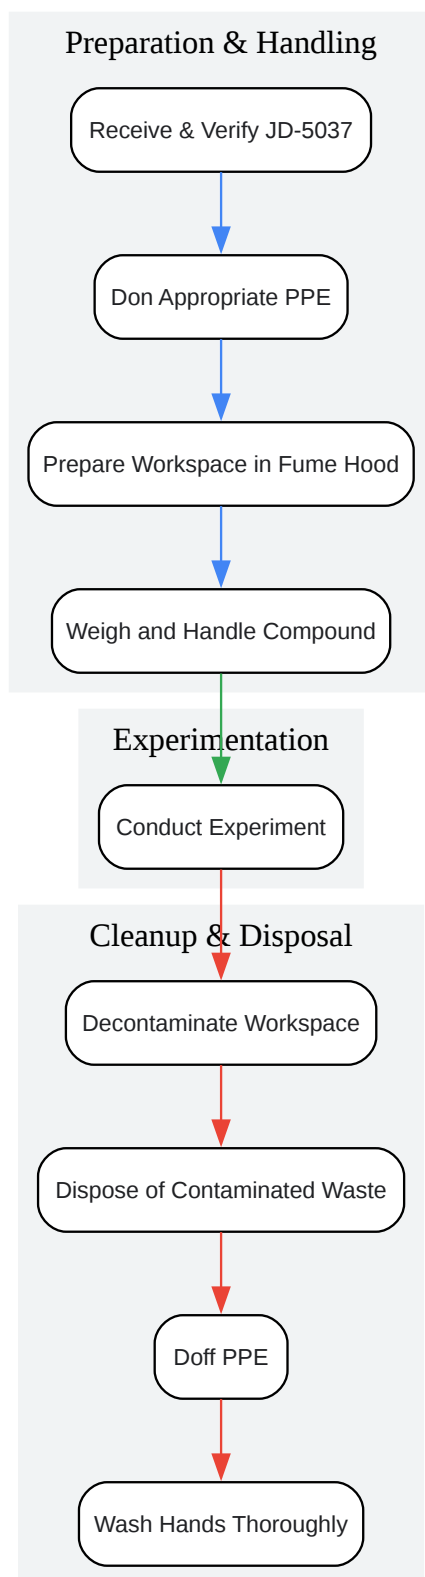 Preparation & Handling
Receive & Verify JD-5037
Don Appropriate PPE
Prepare Workspace in Fume Hood
Weigh and Handle Compound
Experimentation
Conduct Experiment
Cleanup & Disposal
Decontaminate Workspace
Dispose of Contaminated Waste
Doff PPE
Wash Hands Thoroughly